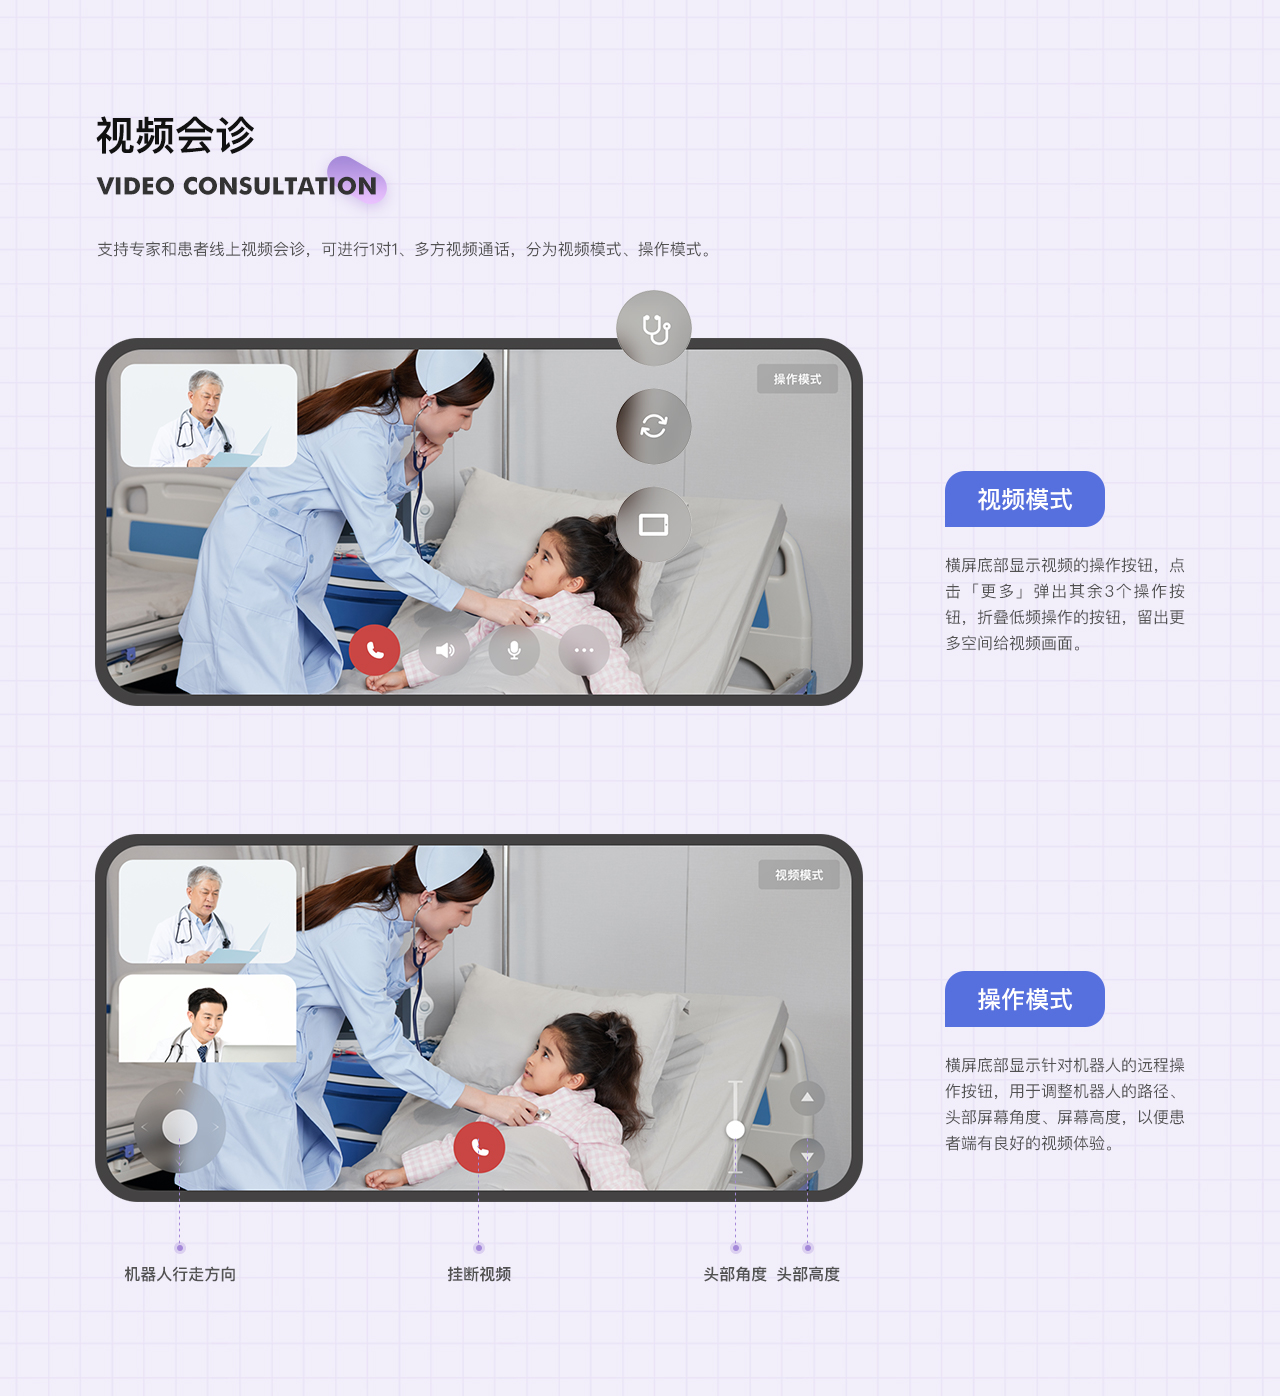 视频会诊
VIDEO CONSULTATION
支持专家和患者线上视频会诊，可进行1对1、多方视频通话，分为视频模式、操作模式。
操作模式
视频模式
横屏底部显示视频的操作按钮，点
击「更多」弹出其余3个操作按
钮，折叠低频操作的按钮，留出更
多空间给视频画面。
视频模式
操作模式
横屏底部显示针对机器人的远程操
作按钮，用于调整机器人的路径、
头部屏幕角度、屏幕高度，以便患
者端有良好的视频体验。
机器人行走方向
挂断视频
头部角度
头部高度